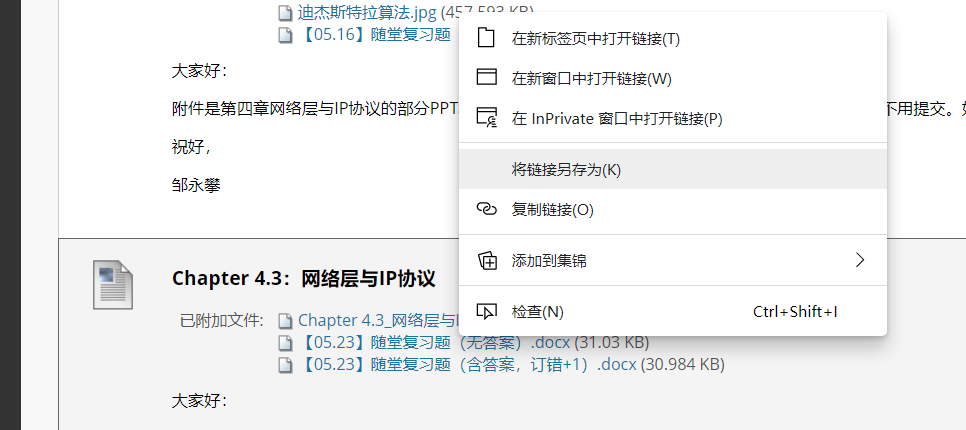 迪杰斯特拉算法.jpg (457.593 KB)
【05.16】随堂复习题
大家好：
附件是第四章网络层与IP协议的部分PPT
不用提交。
祝好，
邹永攀
在新标签页中打开链接(T)
在新窗口中打开链接(W)
在 InPrivate 窗口中打开链接(P)
将链接另存为(K)
复制链接(O)
添加到集锦
检查(N) Ctrl+Shift+I
Chapter 4.3：网络层与IP协议
已附加文件: Chapter 4.3_网络层与
【05.23】随堂复习题（无答案）.docx (31.03 KB)
【05.23】随堂复习题（含答案，订错+1）.docx (30.984 KB)
大家好：